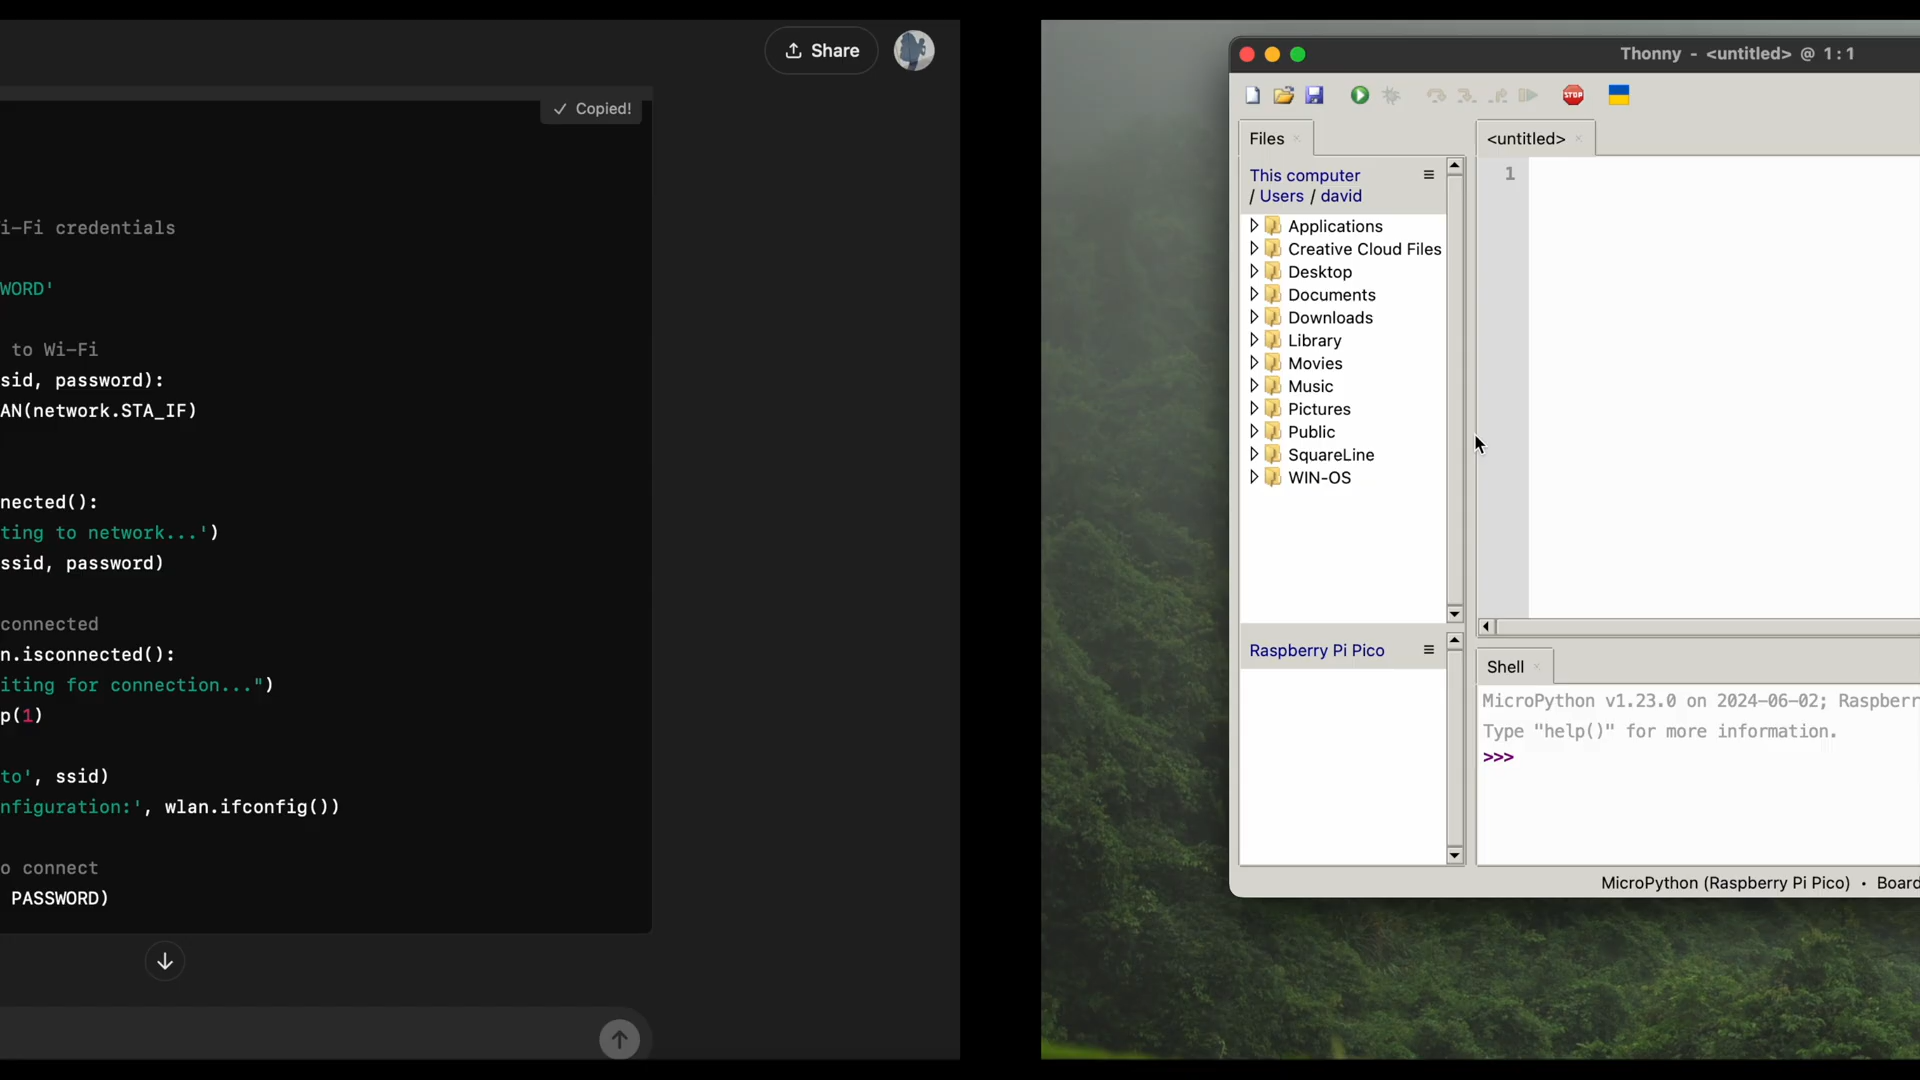 Share
Copied!
i-Fi credentials
WORD'
to Wi-Fi
sid, password):
AN(network.STA_IF)
nected():
ting to network...')
ssid, password)
connected
n.isconnected():
iting for connection...")
p(1)
to', ssid)
nfiguration:', wlan.ifconfig())
o connect
PASSWORD)
Thonny - <untitled> @ 1:1
STOP
Files
<untitled>
This computer
/ Users / david
1
Applications
Creative Cloud Files
Desktop
Documents
Downloads
Library
Movies
Music
Pictures
Public
SquareLine
WIN-OS
Raspberry Pi Pico
Shell
MicroPython v1.23.0 on 2024-06-02; Raspberr
Type "help()" for more information.
>>>
MicroPython (Raspberry Pi Pico) • Board